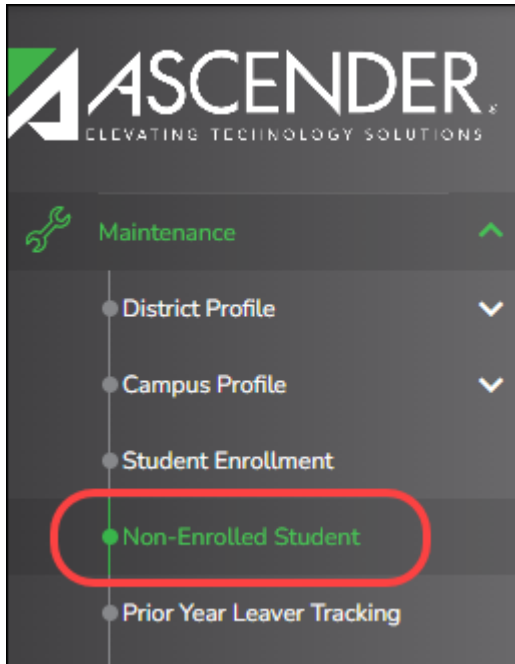 ASCENDER
ELEVATING TECHNOLOGY SOLUTIONS
Maintenance
District Profile
Campus Profile
Student Enrollment
Non-Enrolled Student
Prior Year Leaver Tracking